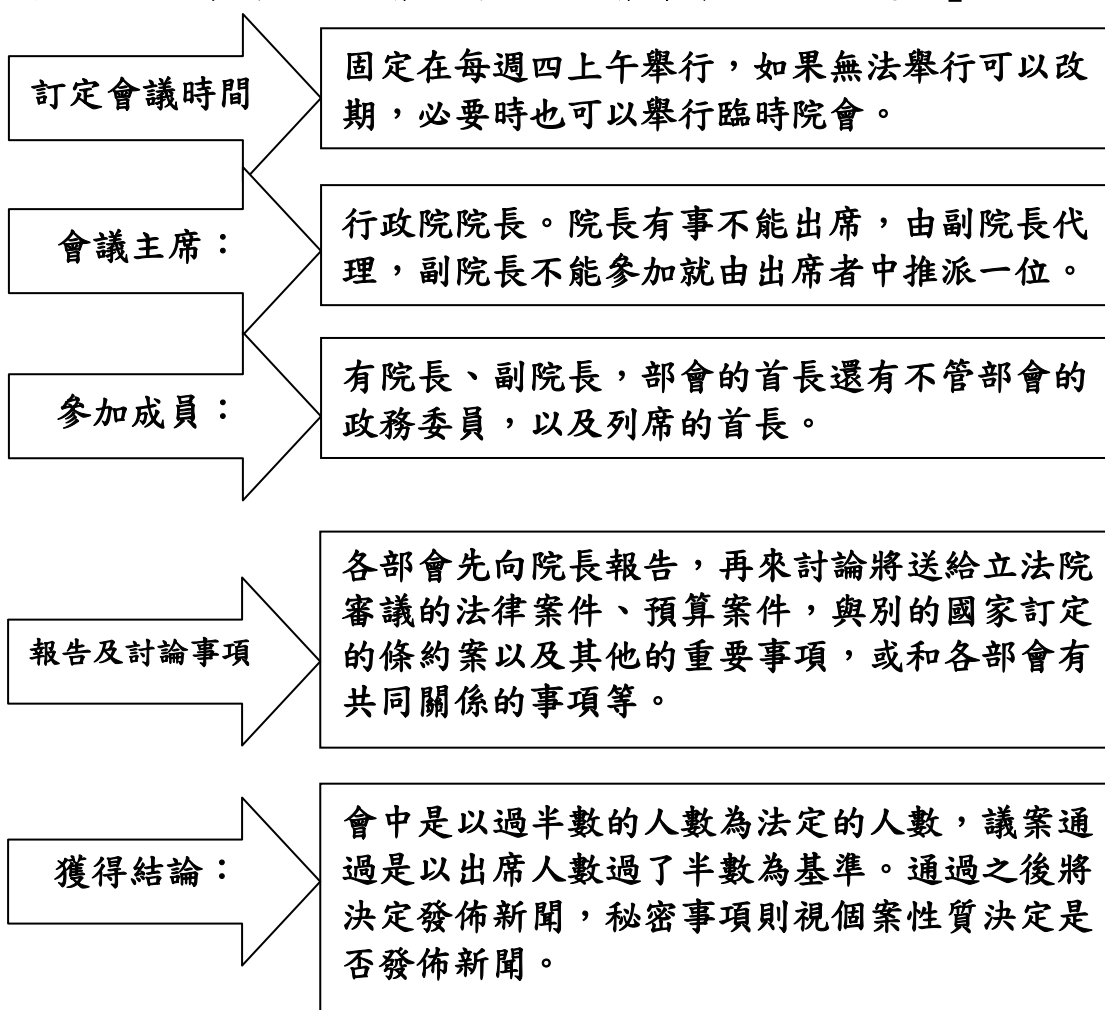 訂定會議時間
固定在每週四上午舉行，如果無法舉行可以改
期，必要時也可以舉行臨時院會。
會議主席：
行政院院長。院長有事不能出席，由副院長代
理，副院長不能參加就由出席者中推派一位。
參加成員：
有院長、副院長，部會的首長還有不管部會的
政務委員，以及列席的首長。
報告及討論事項
各部會先向院長報告，再來討論將送給立法院
審議的法律案件、預算案件，與別的國家訂定
的條約案以及其他的重要事項，或和各部會有
共同關係的事項等。
獲得結論：
會中是以過半數的人數為法定的人數，議案通
過是以出席人數過了半數為基準。通過之後將
決定發佈新聞，秘密事項則視個案性質決定是
否發佈新聞。